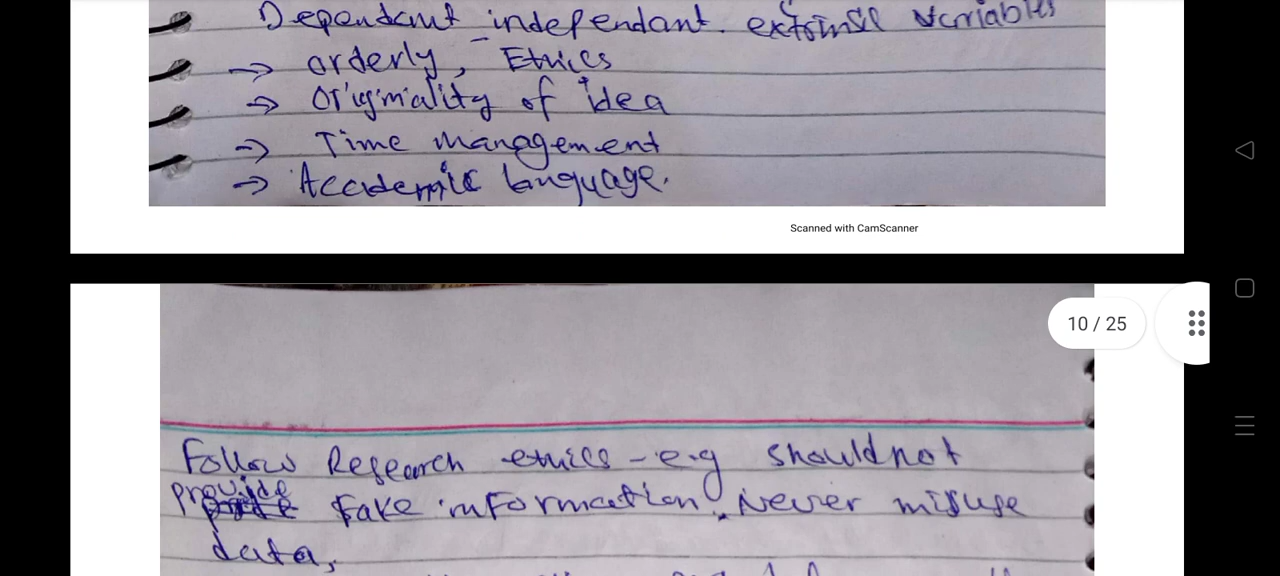 Dependant independant. external variables
→ orderly, Ethics
→ Originality of idea
→ Time management
→ Academic language.
Scanned with CamScanner
10 / 25
Follow Research ethics - e.g should not
provide fake information. Never misuse
data,